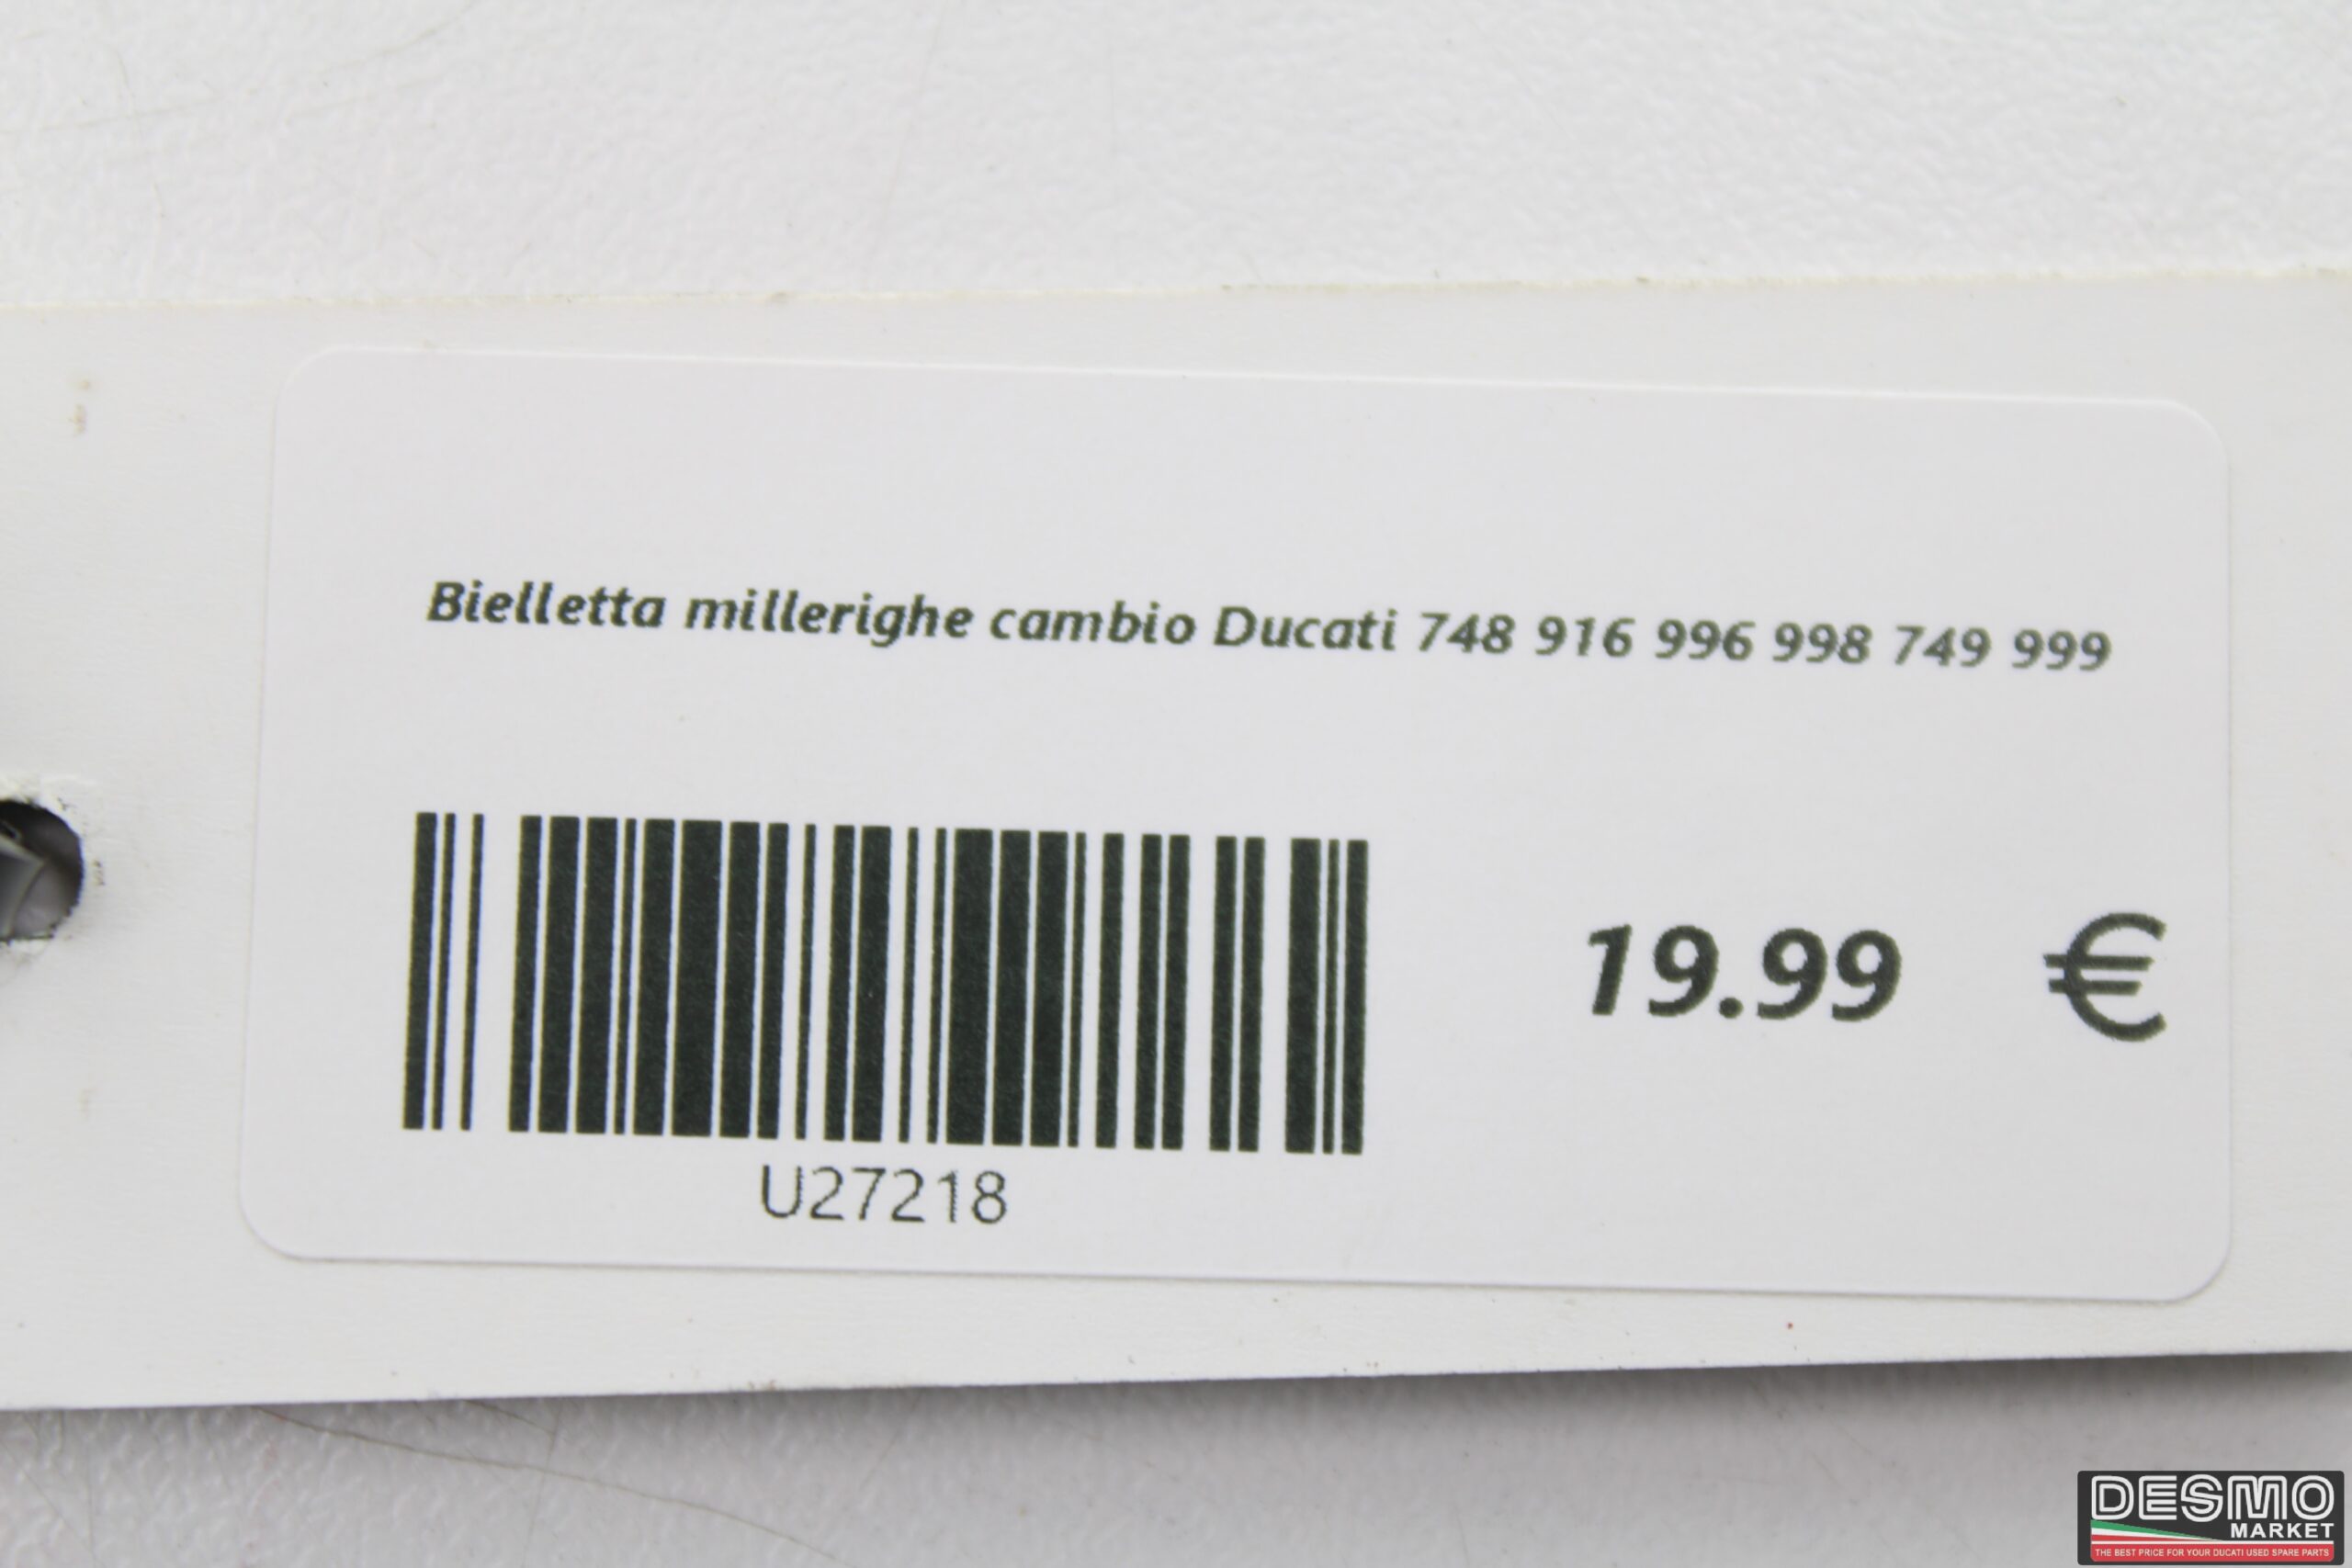 Bielletta millerighe cambio Ducati 748 916 996 998 749 999
19.99 €
U27218
DESMO
MARKET
THE BEST PRICE FOR YOUR DUCATI USED SPARE PARTS